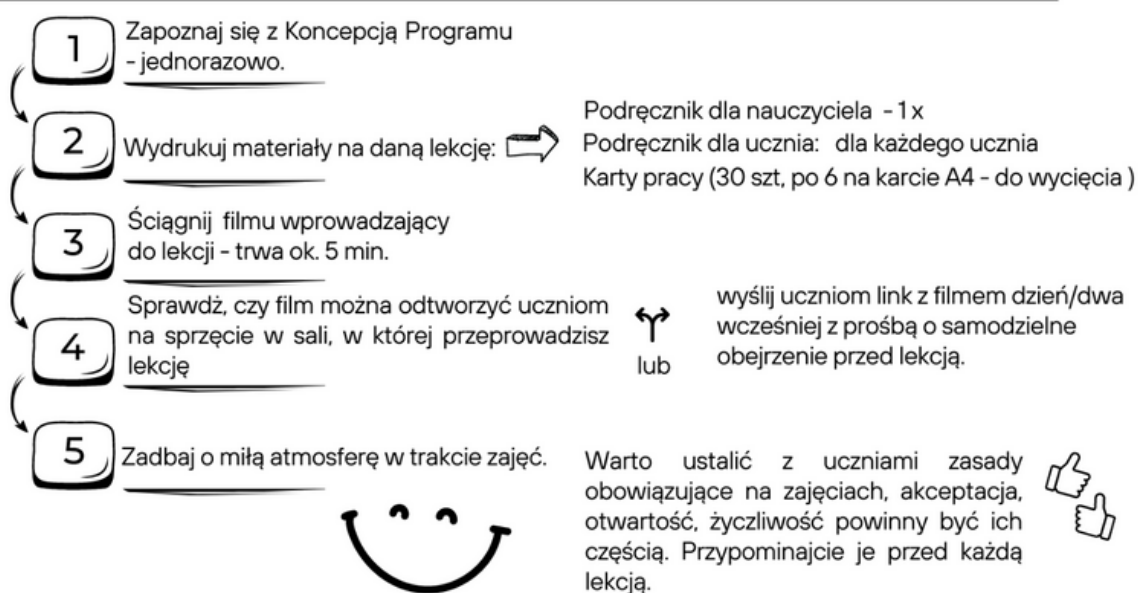 1
Zapoznaj się z Koncepcją Programu
- jednorazowo.
2
Wydrukuj materiały na daną lekcję:
Podręcznik dla nauczyciela - 1 x
Podręcznik dla ucznia: dla każdego ucznia
Karty pracy (30 szt, po 6 na karcie A4 - do wycięcia )
3
Ściągnij filmu wprowadzający
do lekcji - trwa ok. 5 min.
4
Sprawdż, czy film można odtworzyć uczniom
na sprzęcie w sali, w której przeprowadzisz
lekcję
lub
wyślij uczniom link z filmem dzień/dwa
wcześniej z prośbą o samodzielne
obejrzenie przed lekcją.
5
Zadbaj o miłą atmosferę w trakcie zajęć.
Warto ustalić z uczniami zasady
obowiązujące na zajęciach, akceptacja,
otwartość, życzliwość powinny być ich
częścią. Przypominajcie je przed każdą
lekcją.